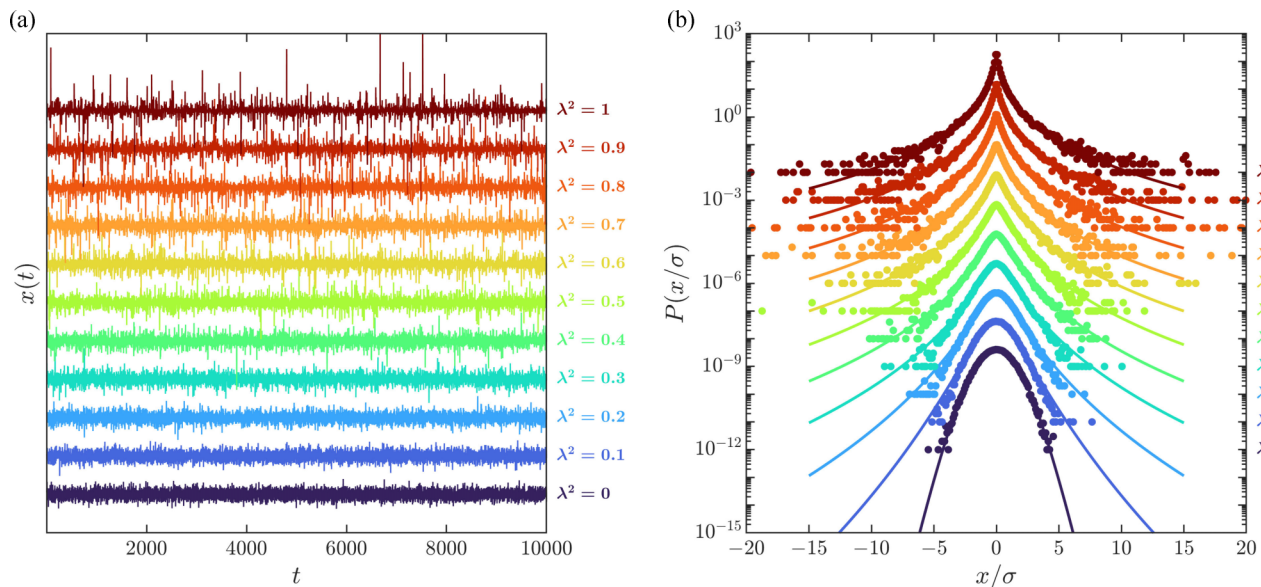 (a)
x(t)
λ² = 1
λ² = 0.9
λ² = 0.8
λ² = 0.7
λ² = 0.6
λ² = 0.5
λ² = 0.4
λ² = 0.3
λ² = 0.2
λ² = 0.1
λ² = 0
2000 4000 6000 8000 10000
t
(b)
P(x/σ)
10³
10⁰
10⁻³
10⁻⁶
10⁻⁹
10⁻¹²
10⁻¹⁵
−20 −15 −10 −5 0 5 10 15 20
x/σ